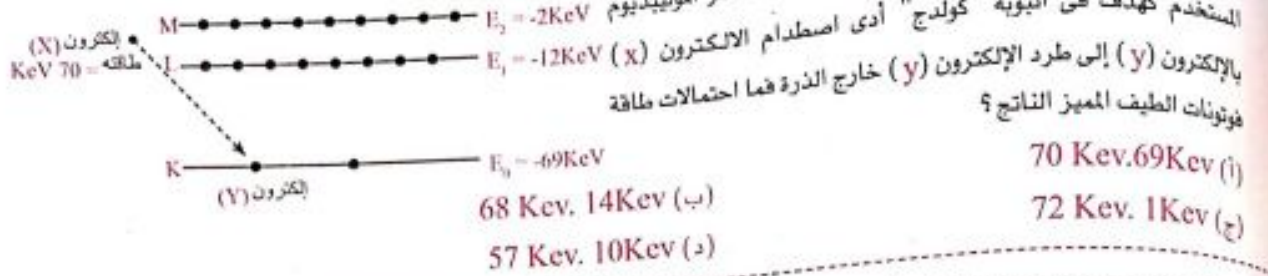 المستخدم كهدف فى أنبوبة "كولدج" أدى اصطدام الالكترون (x)
بالإلكترون (y) إلى طرد الإلكترون (y) خارج الذرة فما احتمالات طاقة
فوتونات الطيف المميز الناتج ؟
إلكترون (X)
طاقته = 70 KeV
M E₂ = -2KeV
L E₁ = -12KeV
K E₀ = -69KeV
إلكترون (Y)
(أ) 70 Kev.69Kev
(ب) 68 Kev. 14Kev
(ج) 72 Kev. 1Kev
(د) 57 Kev. 10Kev